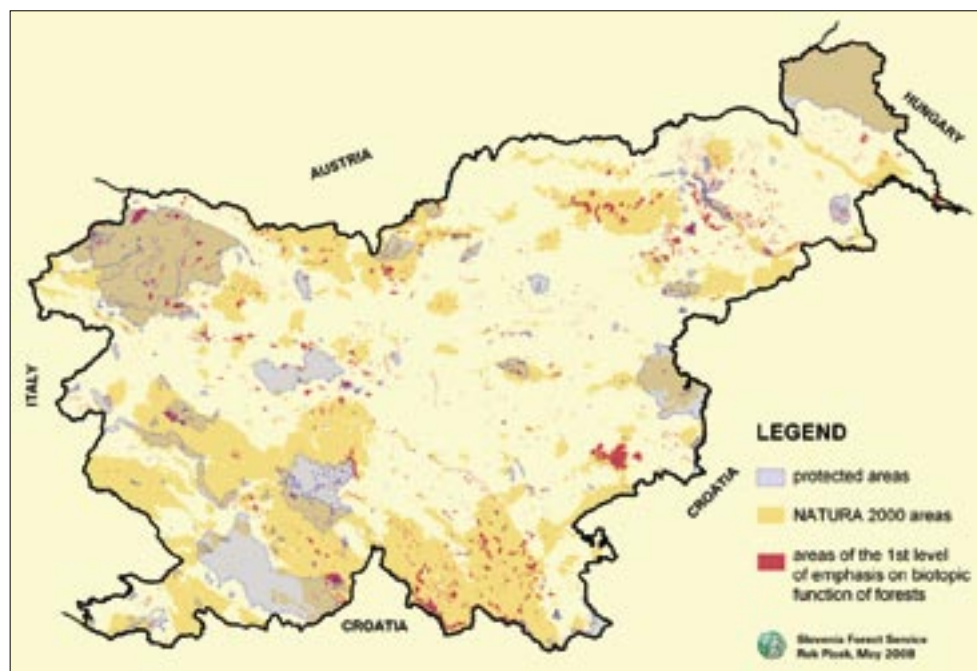 AUSTRIA
HUNGARY
ITALY
CROATIA
CROATIA
LEGEND
protected areas
NATURA 2000 areas
areas of the 1st level
of emphasis on biotopic
function of forests
Slovenia Forest Service
Rok Pisek, May 2008